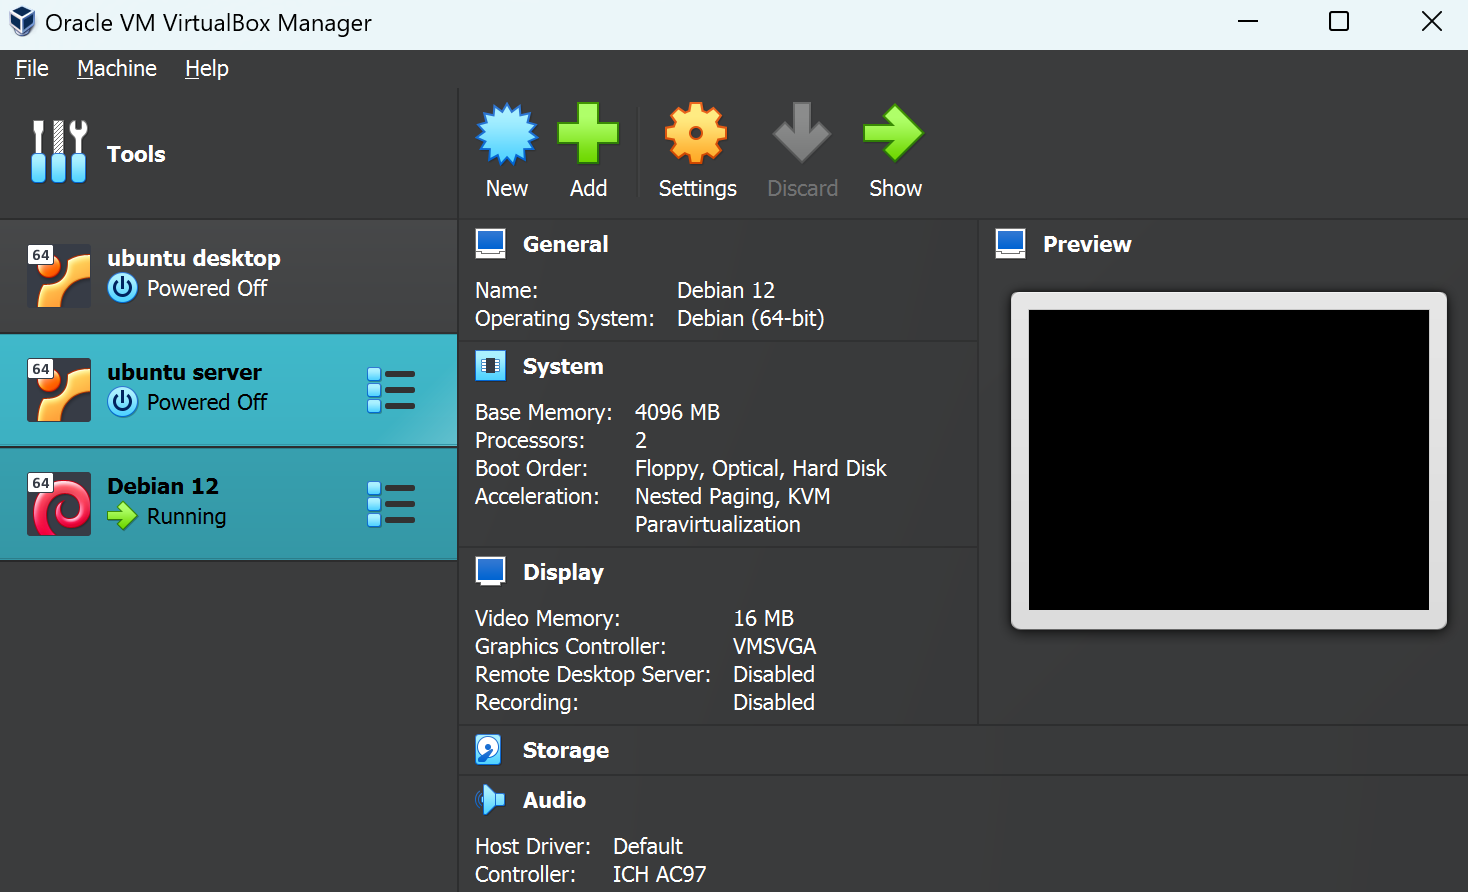 Oracle VM VirtualBox Manager
File Machine Help
Tools
New Add Settings Discard Show
64
ubuntu desktop
Powered Off
64
ubuntu server
Powered Off
64
Debian 12
Running
General
Name: Debian 12
Operating System: Debian (64-bit)
System
Base Memory: 4096 MB
Processors: 2
Boot Order: Floppy, Optical, Hard Disk
Acceleration: Nested Paging, KVM
Paravirtualization
Display
Video Memory: 16 MB
Graphics Controller: VMSVGA
Remote Desktop Server: Disabled
Recording: Disabled
Storage
Audio
Host Driver: Default
Controller: ICH AC97
Preview